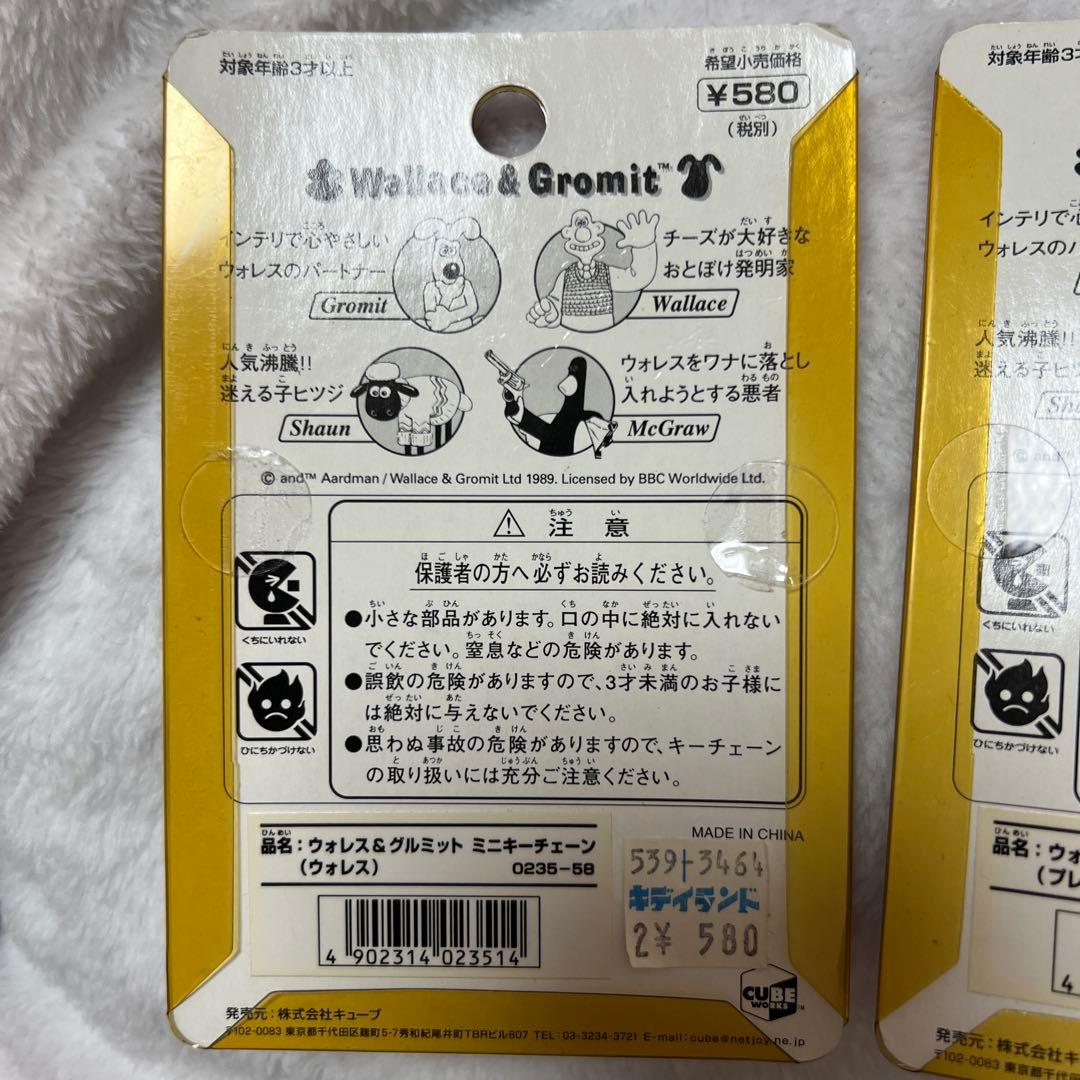 対象年齢3才以上
希望小売価格
¥580
(税別)
Wallace & Gromit™
インテリで心やさしい
ウォレスのパートナー
Gromit
チーズが大好きな
おとぼけ発明家
Wallace
人気沸騰!!
迷える子ヒツジ
Shaun
ウォレスをワナに落とし
入れようとする悪者
McGraw
© and™ Aardman / Wallace & Gromit Ltd 1989. Licensed by BBC Worldwide Ltd.
注意
保護者の方へ必ずお読みください。
●小さな部品があります。口の中に絶対に入れない
でください。窒息などの危険があります。
●誤飲の危険がありますので、3才未満のお子様に
は絶対に与えないでください。
●思わぬ事故の危険がありますので、キーチェーン
の取り扱いには充分ご注意ください。
くちにいれない
ひにちかづけない
MADE IN CHINA
品名:ウォレス&グルミット ミニキーチェーン
(ウォレス) 0235-58
4 902314 023514
539-3464
キデイランド
2¥ 580
CUBE
WORKS™
発売元:株式会社キューブ
〒102-0083 東京都千代田区麹町5-7秀和紀尾井町TBRビル807 TEL:03-3234-3721 E-mail:cube@netjoy.ne.jp
対象年齢3才
インテリで心
ウォレスのパ
人気沸騰!!
迷える子ヒツ
© and™
くちにいれない
ひにちかづけない
品名:ウォ
(プレ
4
発売元:株式会社キ
〒102-0083 東京都千代田